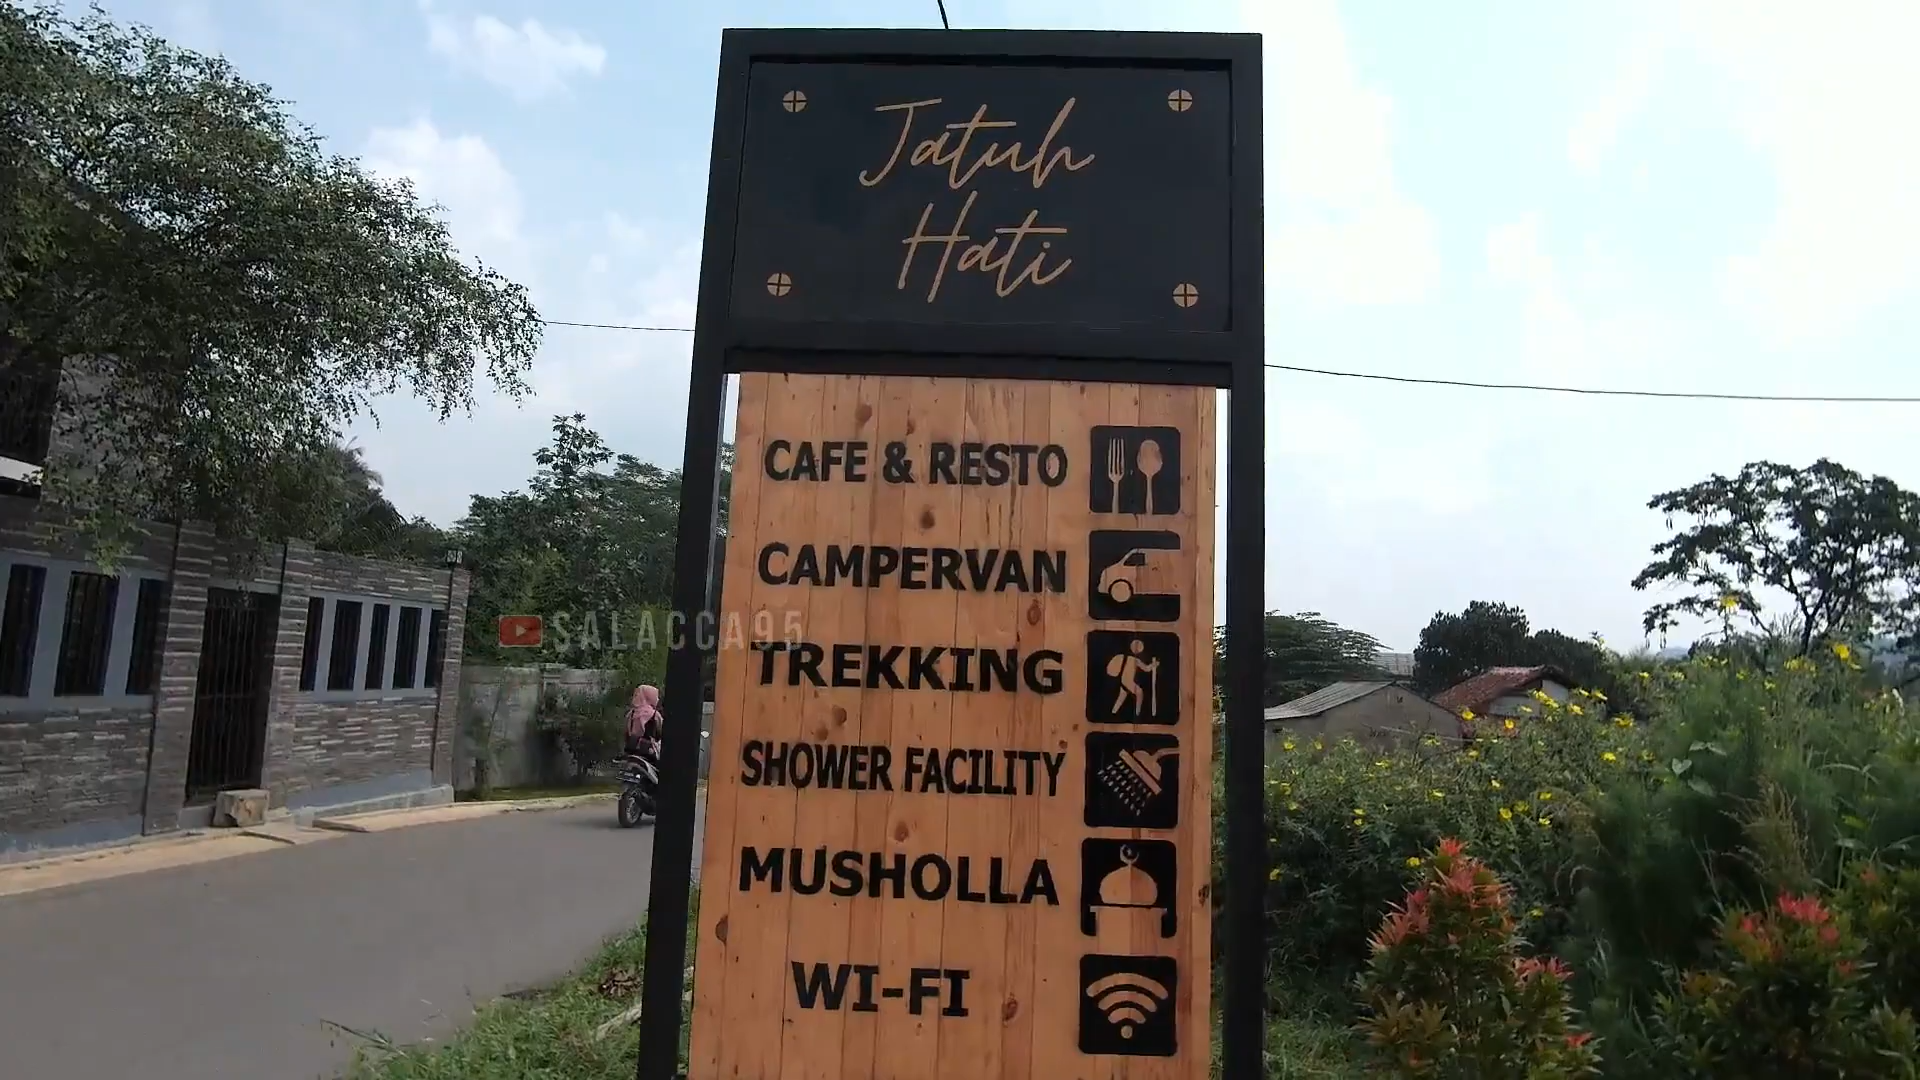 Jatuh
Hati
CAFE & RESTO
CAMPERVAN
SALACCA95
TREKKING
SHOWER FACILITY
MUSHOLLA
WI-FI